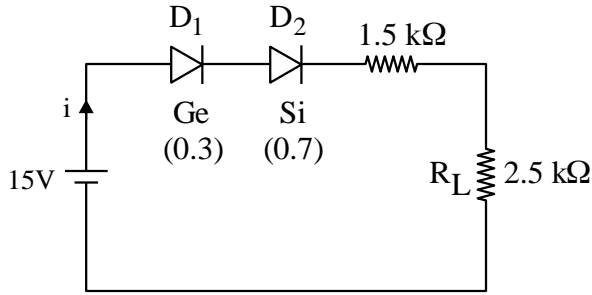 D1 D2 1.5 kΩ
i Ge Si
(0.3) (0.7)
15V RL 2.5 kΩ